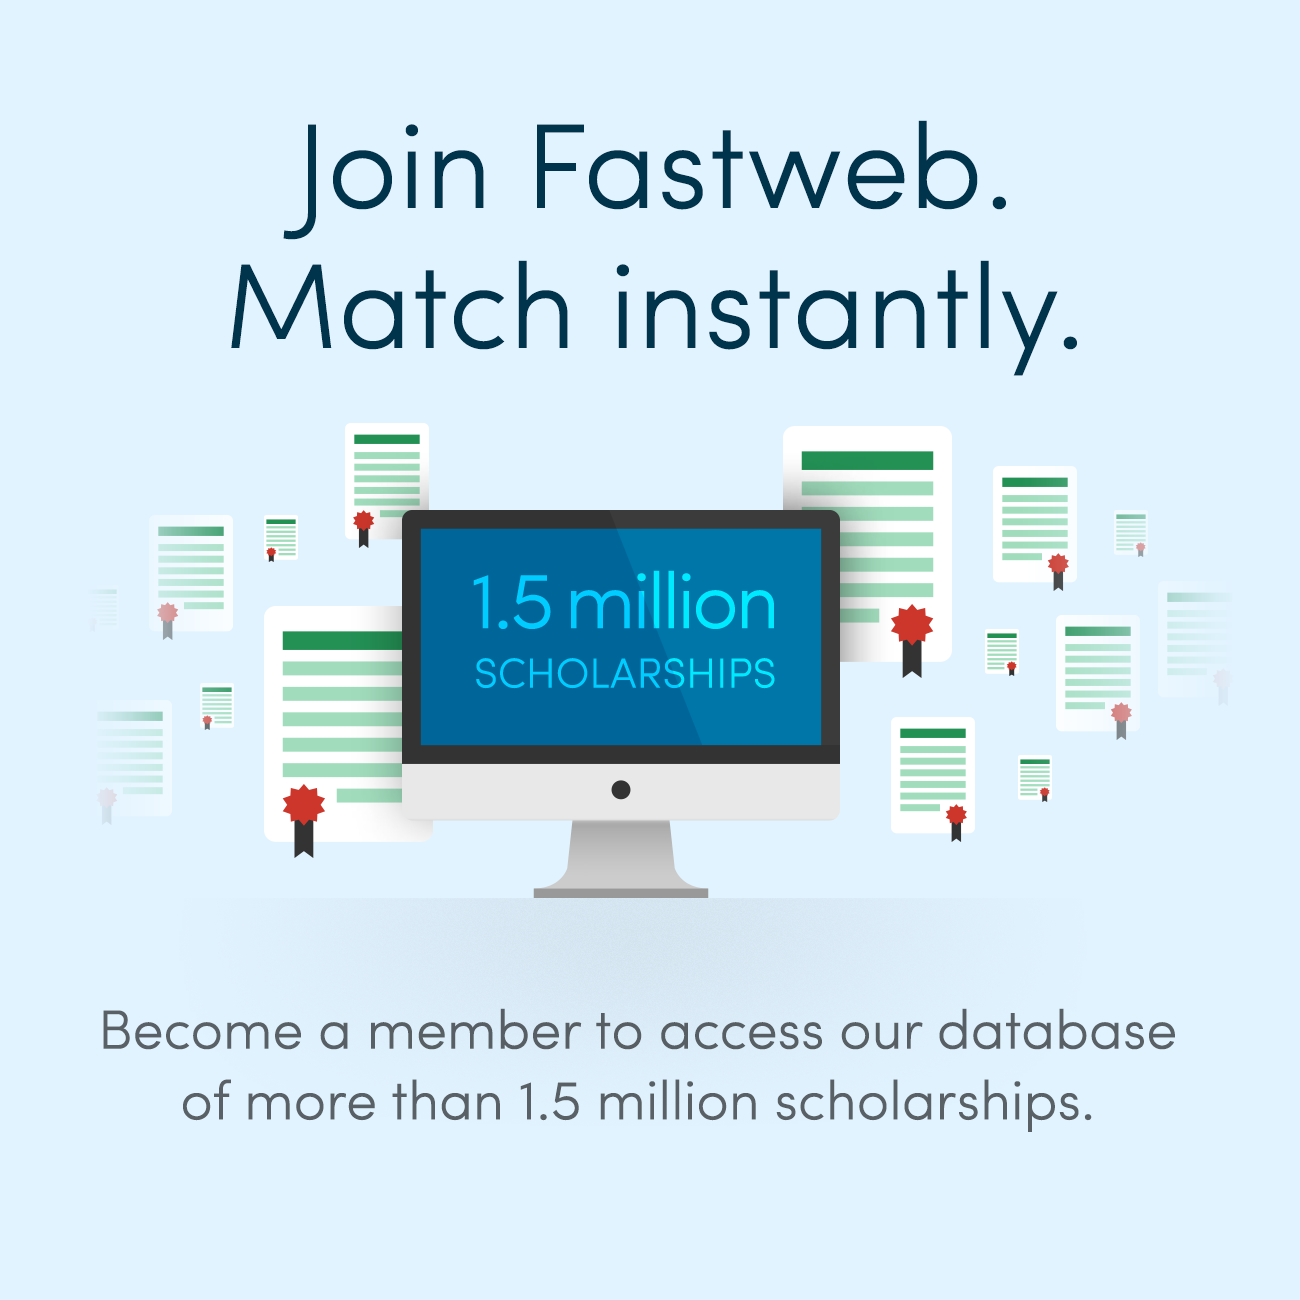 Join Fastweb.
Match instantly.
1.5 million
SCHOLARSHIPS
Become a member to access our database
of more than 1.5 million scholarships.